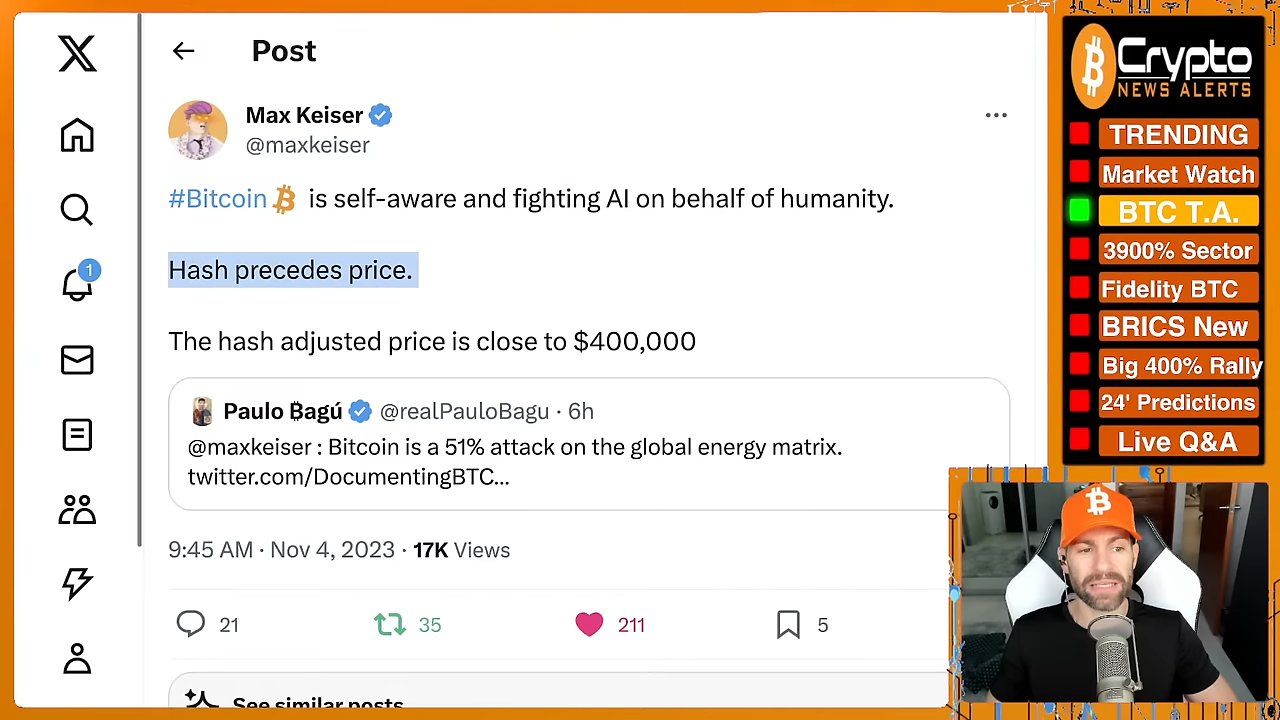 Post
Max Keiser
@maxkeiser
#Bitcoin is self-aware and fighting AI on behalf of humanity.
Hash precedes price.
The hash adjusted price is close to $400,000
Paulo ₿agú @realPauloBagu · 6h
@maxkeiser : Bitcoin is a 51% attack on the global energy matrix.
twitter.com/DocumentingBTC...
9:45 AM · Nov 4, 2023 · 17K Views
21 35 211 5
See similar posts
1
Crypto
NEWS ALERTS
TRENDING
Market Watch
BTC T.A.
3900% Sector
Fidelity BTC
BRICS New
Big 400% Rally
24' Predictions
Live Q&A